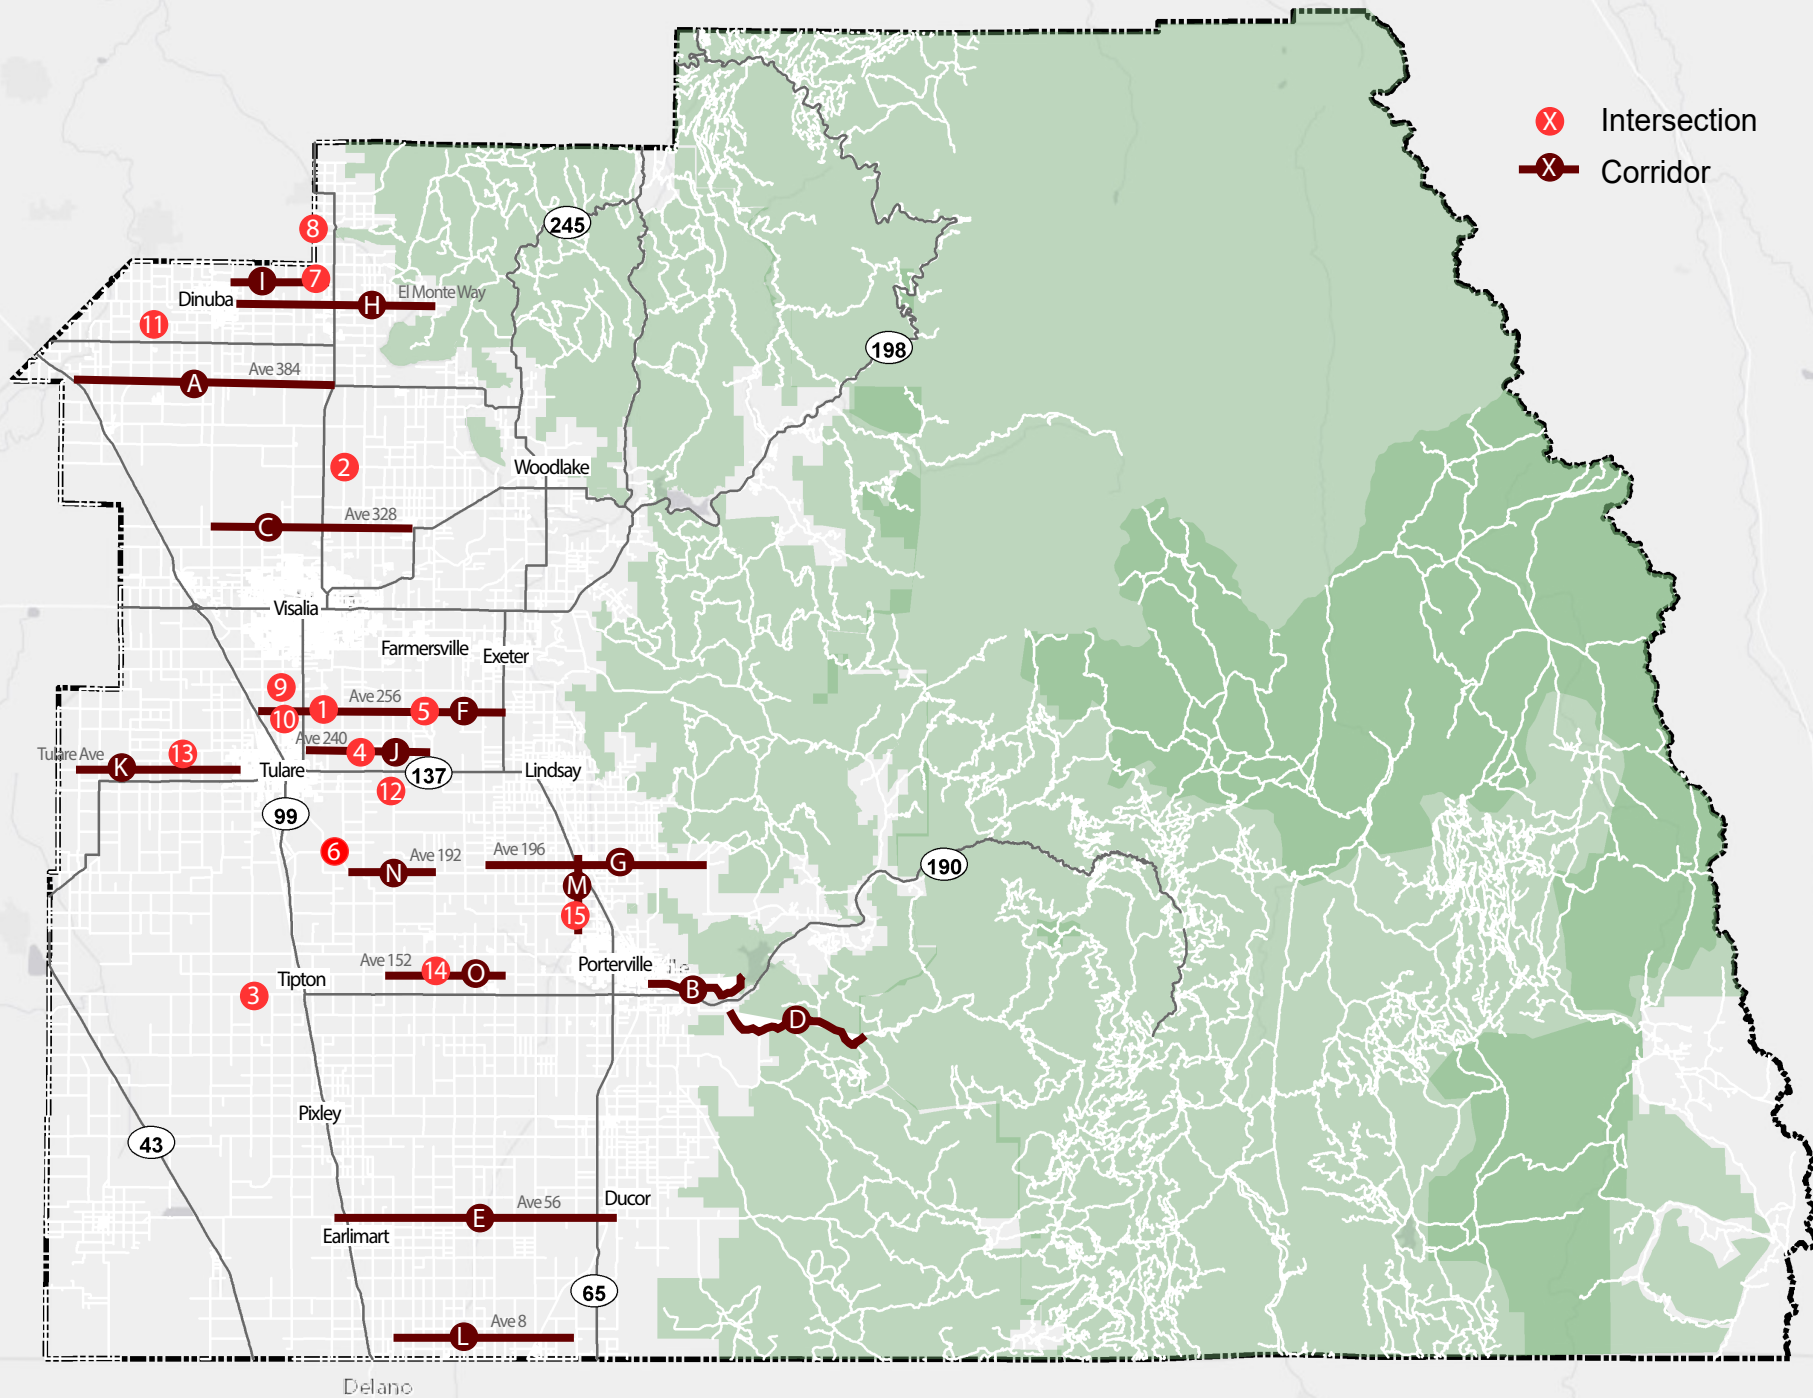 X Intersection
X Corridor
8
245
I
7
Dinuba
H
El Monte Way
11
198
Ave 384
A
2
Woodlake
C
Ave 328
Visalia
Farmersville
Exeter
9
Ave 256
10
1
5
F
Ave 240
4
J
Tulare Ave
13
K
Tulare
137
Lindsay
12
99
6
Ave 192
N
Ave 196
G
190
M
15
Ave 152
14
O
Porterville
Tipton
3
B
D
Pixley
43
Ave 56
Ducor
E
Earlimart
65
Ave 8
L
Delano